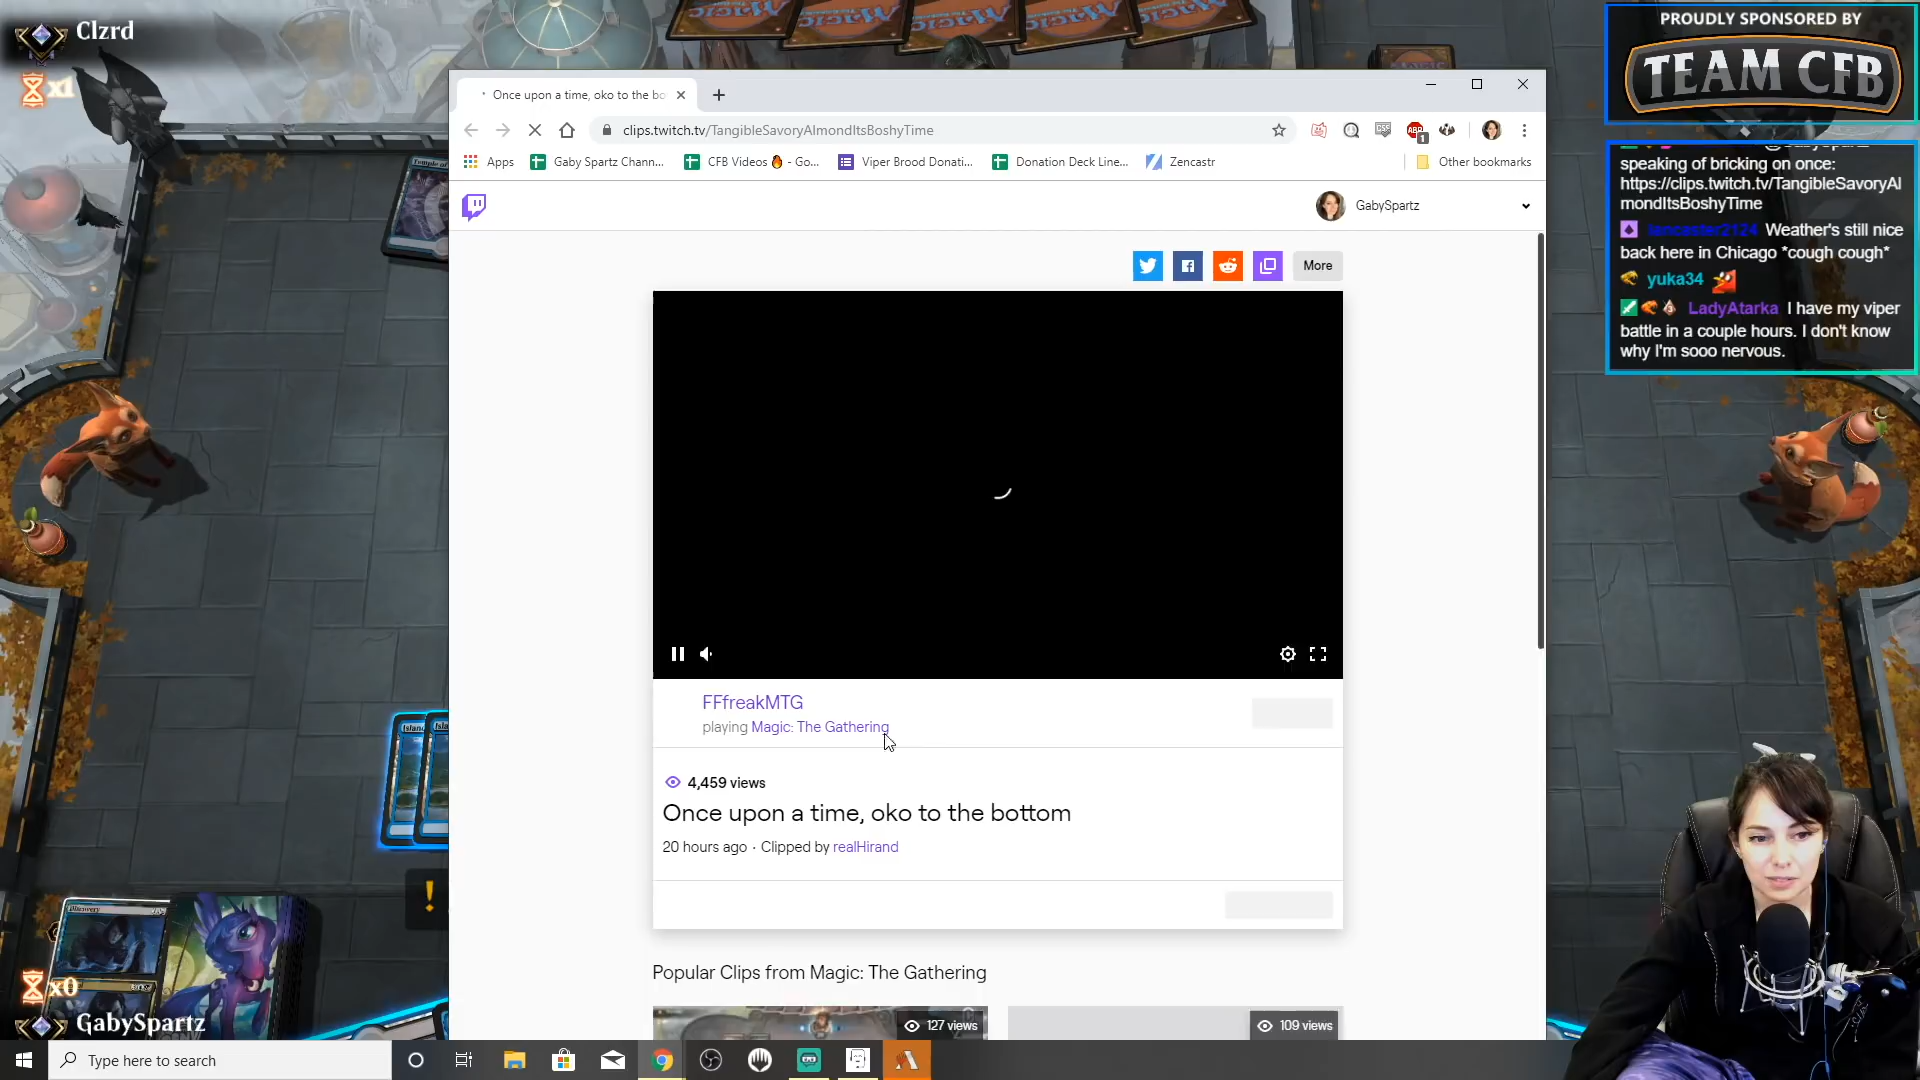 Clzrd
x1
PROUDLY SPONSORED BY
TEAM CFB
Once upon a time, oko to the bo
clips.twitch.tv/TangibleSavoryAlmondItsBoshyTime
Apps
Gaby Spartz Chann...
CFB Videos 🔥 - Go...
Viper Brood Donati...
Donation Deck Line...
Zencastr
Other bookmarks
GabySpartz
More
speaking of bricking on once:
https://clips.twitch.tv/TangibleSavoryAl
mondItsBoshyTime
lancaster2124 Weather's still nice
back here in Chicago *cough cough*
yuka34
LadyAtarka I have my viper
battle in a couple hours. I don't know
why I'm sooo nervous.
FFfreakMTG
playing Magic: The Gathering
4,459 views
Once upon a time, oko to the bottom
20 hours ago · Clipped by realHirand
Popular Clips from Magic: The Gathering
127 views
109 views
Discovery
x0
GabySpartz
Type here to search